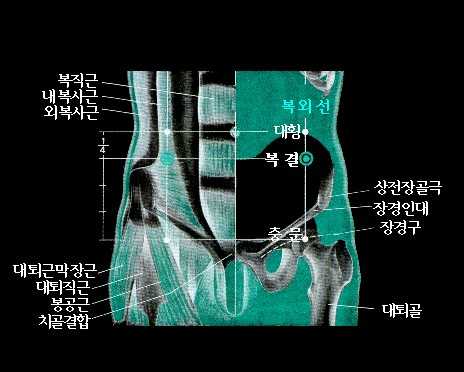 복직근
내복사근
외복사근
복외선
대횡
1/4
복결
상전장골극
장경인대
장경구
충문
대퇴근막장근
대퇴직근
봉공근
치골결합
대퇴골